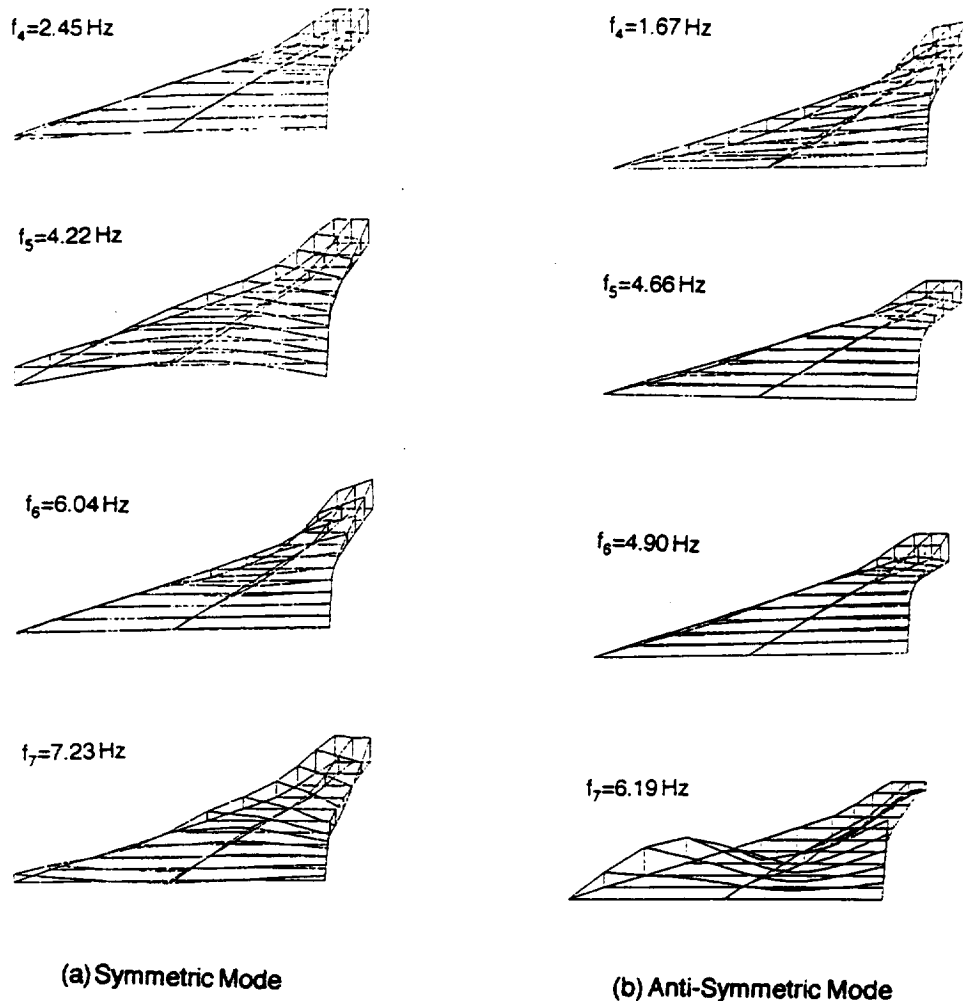 f₄=2.45 Hz
f₅=4.22 Hz
f₆=6.04 Hz
f₇=7.23 Hz
(a) Symmetric Mode
f₄=1.67 Hz
f₅=4.66 Hz
f₆=4.90 Hz
f₇=6.19 Hz
(b) Anti-Symmetric Mode